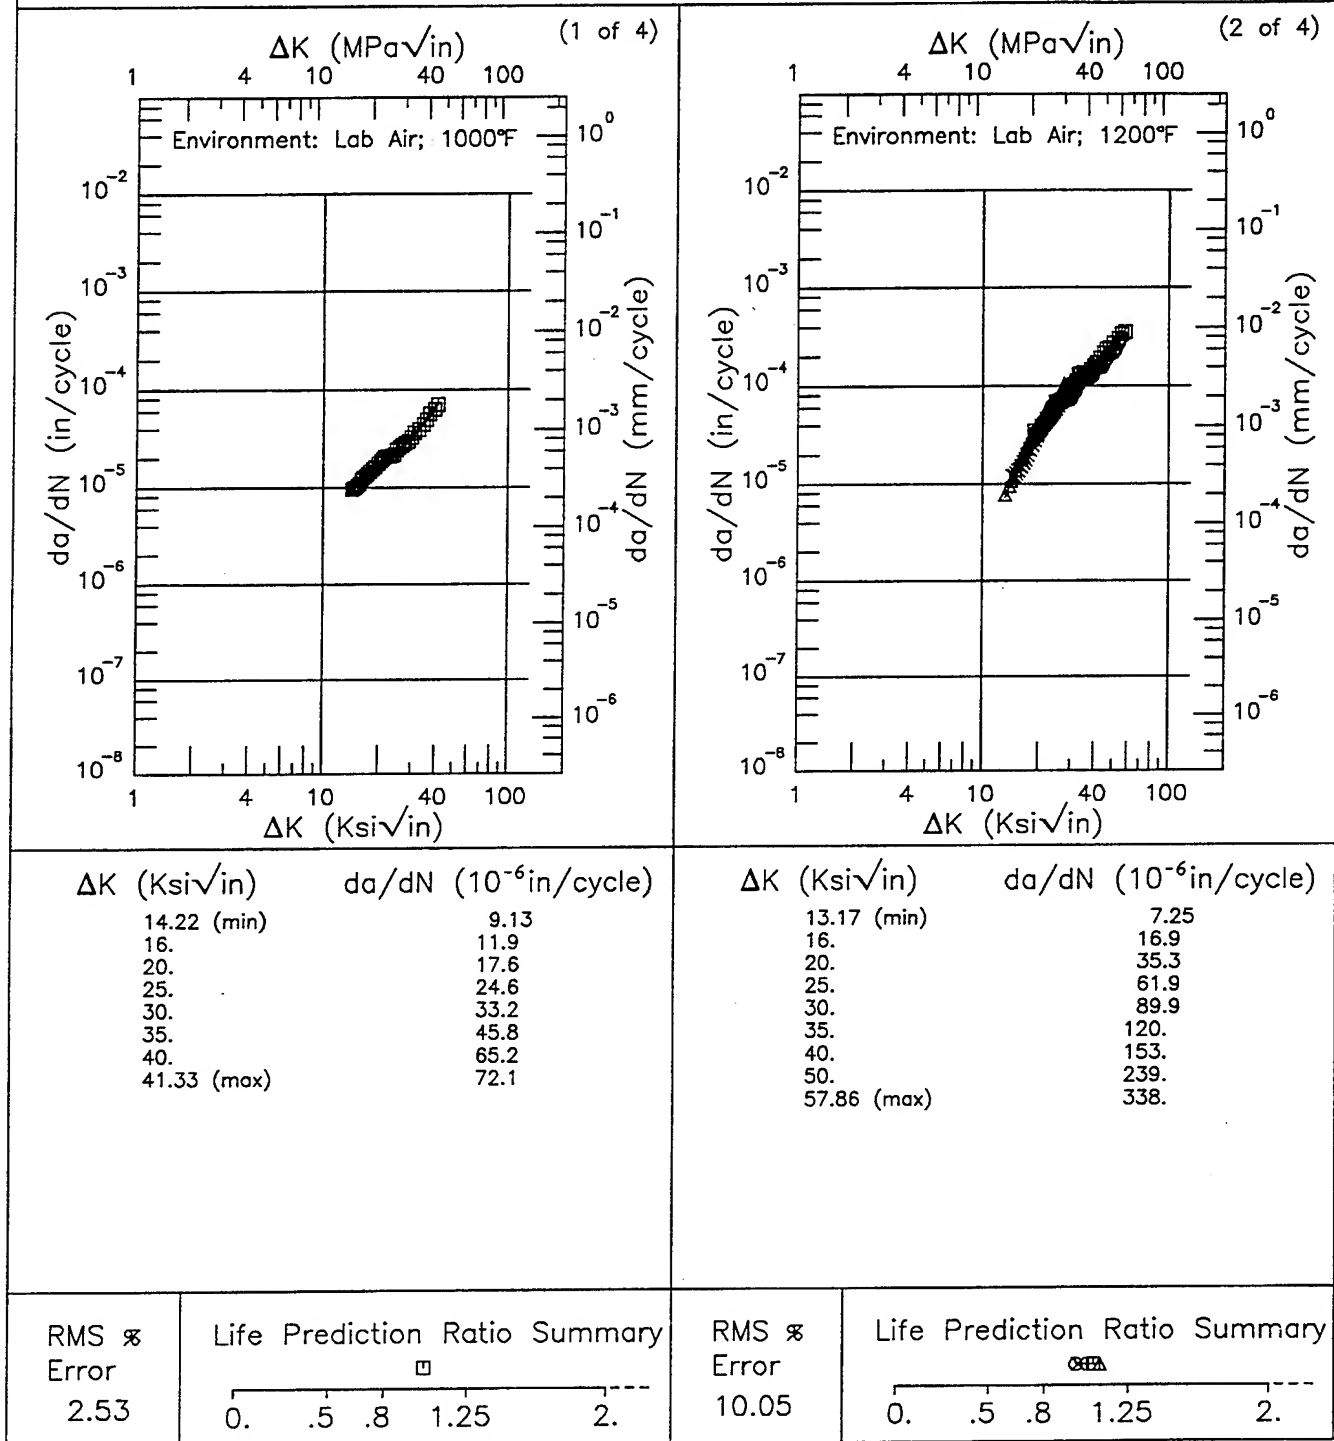 (1 of 4)
ΔK (MPa√in)
1 4 10 40 100
Environment: Lab Air; 1000°F
da/dN (in/cycle)
10⁻²
10⁻³
10⁻⁴
10⁻⁵
10⁻⁶
10⁻⁷
10⁻⁸
10⁰
10⁻¹
10⁻²
10⁻³
10⁻⁴
10⁻⁵
10⁻⁶
da/dN (mm/cycle)
1 4 10 40 100
ΔK (Ksi√in)
ΔK (Ksi√in) da/dN (10⁻⁶in/cycle)
14.22 (min) 9.13
16. 11.9
20. 17.6
25. 24.6
30. 33.2
35. 45.8
40. 65.2
41.33 (max) 72.1
RMS %
Error
2.53
Life Prediction Ratio Summary
0. .5 .8 1.25 2.
(2 of 4)
ΔK (MPa√in)
1 4 10 40 100
Environment: Lab Air; 1200°F
da/dN (in/cycle)
10⁻²
10⁻³
10⁻⁴
10⁻⁵
10⁻⁶
10⁻⁷
10⁻⁸
10⁰
10⁻¹
10⁻²
10⁻³
10⁻⁴
10⁻⁵
10⁻⁶
da/dN (mm/cycle)
1 4 10 40 100
ΔK (Ksi√in)
ΔK (Ksi√in) da/dN (10⁻⁶in/cycle)
13.17 (min) 7.25
16. 16.9
20. 35.3
25. 61.9
30. 89.9
35. 120.
40. 153.
50. 239.
57.86 (max) 338.
RMS %
Error
10.05
Life Prediction Ratio Summary
0. .5 .8 1.25 2.